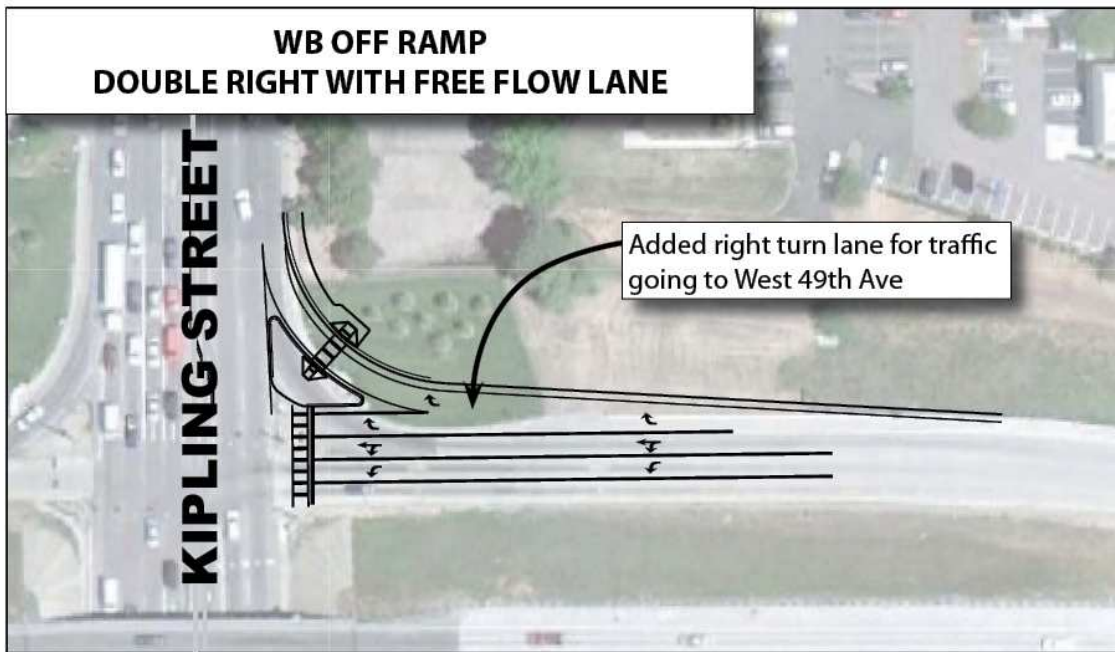 WB OFF RAMP
DOUBLE RIGHT WITH FREE FLOW LANE
KIPLING STREET
Added right turn lane for traffic
going to West 49th Ave